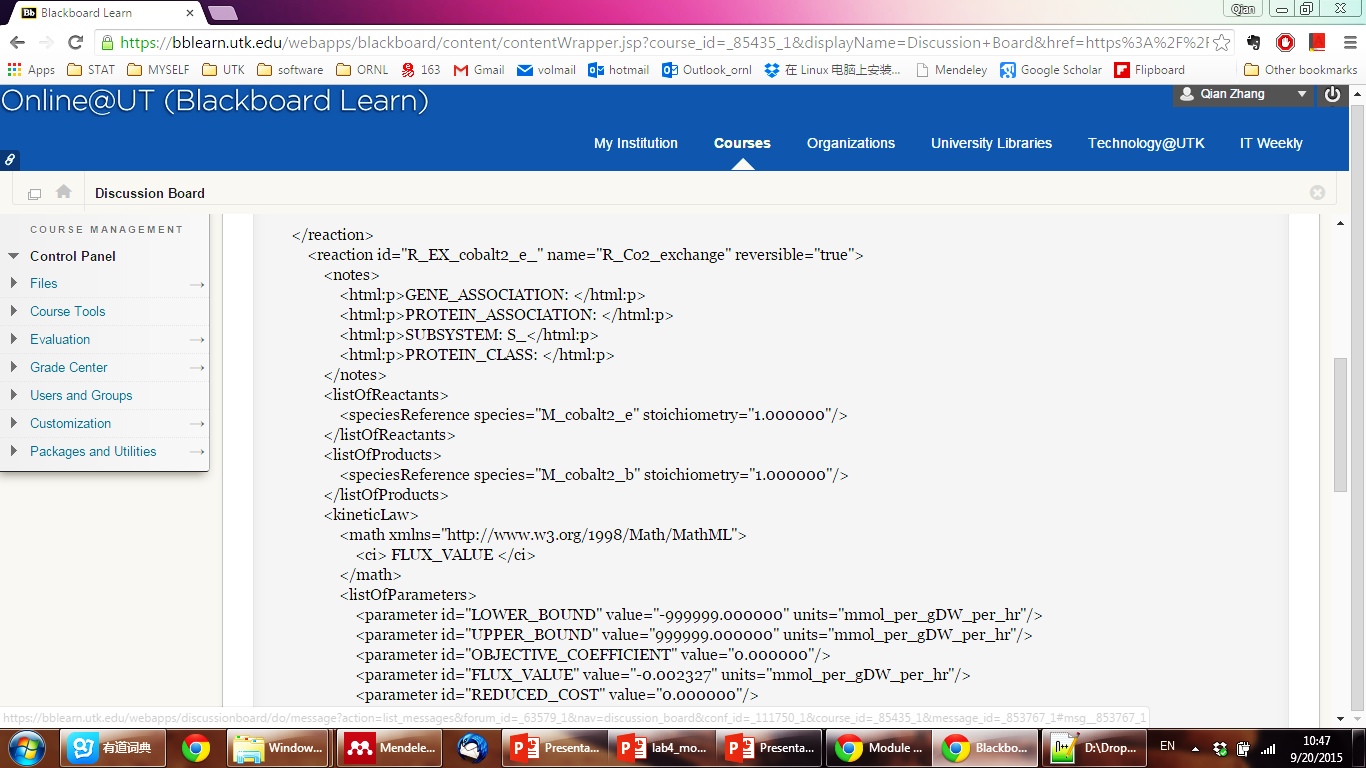 Blackboard Learn
Qian
https://bblearn.utk.edu/webapps/blackboard/content/contentWrapper.jsp?course_id=_85435_1&displayName=Discussion+Board&href=https%3A%2F%2F
Apps STAT MYSELF UTK software ORNL 163 Gmail volmail hotmail Outlook_ornl 在 Linux 电脑上安装... Mendeley Google Scholar Flipboard Other bookmarks
Online@UT (Blackboard Learn)
Qian Zhang
My Institution Courses Organizations University Libraries Technology@UTK IT Weekly
Discussion Board
COURSE MANAGEMENT
Control Panel
Files
Course Tools
Evaluation
Grade Center
Users and Groups
Customization
Packages and Utilities
</reaction>
<reaction id="R_EX_cobalt2_e_" name="R_Co2_exchange" reversible="true">
<notes>
<html:p>GENE_ASSOCIATION: </html:p>
<html:p>PROTEIN_ASSOCIATION: </html:p>
<html:p>SUBSYSTEM: S_</html:p>
<html:p>PROTEIN_CLASS: </html:p>
</notes>
<listOfReactants>
<speciesReference species="M_cobalt2_e" stoichiometry="1.000000"/>
</listOfReactants>
<listOfProducts>
<speciesReference species="M_cobalt2_b" stoichiometry="1.000000"/>
</listOfProducts>
<kineticLaw>
<math xmlns="http://www.w3.org/1998/Math/MathML">
<ci> FLUX_VALUE </ci>
</math>
<listOfParameters>
<parameter id="LOWER_BOUND" value="-999999.000000" units="mmol_per_gDW_per_hr"/>
<parameter id="UPPER_BOUND" value="999999.000000" units="mmol_per_gDW_per_hr"/>
<parameter id="OBJECTIVE_COEFFICIENT" value="0.000000"/>
<parameter id="FLUX_VALUE" value="-0.002327" units="mmol_per_gDW_per_hr"/>
<parameter id="REDUCED_COST" value="0.000000"/>
https://bblearn.utk.edu/webapps/discussionboard/do/message?action=list_messages&forum_id=_63579_1&nav=discussion_board&conf_id=_111750_1&course_id=_85435_1&message_id=_853767_1#msg__853767_1
有道词典 Window... Mendele... Presenta... lab4_mo... Presenta... Module ... Blackbo... D:\Drop... EN 10:47
9/20/2015